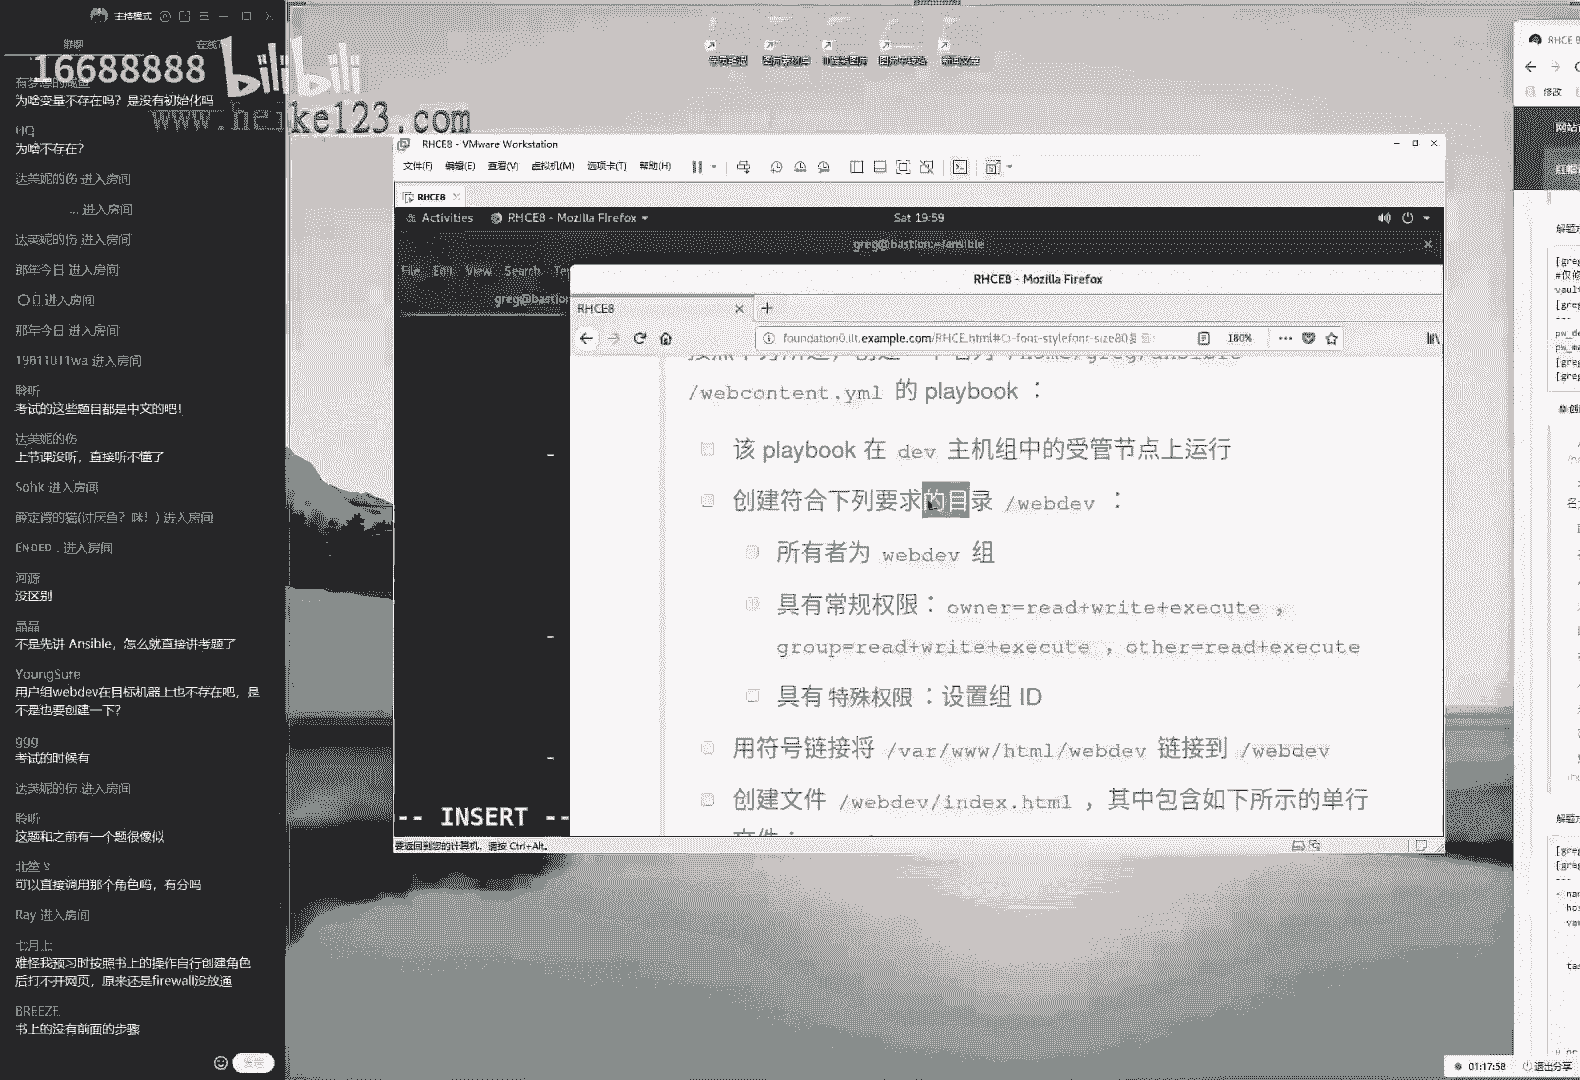 主持模式
16688888 bilibili
www.heike123.com
为啥变量不存在吗？是没有初始化吗
为啥不存在？
达芙妮的伤 进入房间
... 进入房间
达芙妮的伤 进入房间
那年今日 进入房间
进入房间
那年今日 进入房间
19811011wa 进入房间
聆听
考试的这些题目都是中文的吧！
达芙妮的伤
上节课没听，直接听不懂了
Sohk 进入房间
薛定谔的猫(讨厌鱼？咪！) 进入房间
ENDED . 进入房间
河源
没区别
晶晶
不是先讲 Ansible，怎么就直接讲考题了
YoungSure
用户组webdev在目标机器上也不存在吧，是
不是也要创建一下？
ggg
考试的时候有
达芙妮的伤 进入房间
聆听
这题和之前有一个题很像似
可以直接调用那个角色吗，有分吗
Ray 进入房间
七月上
难怪我预习时按照书上的操作自行创建角色
后打不开网页，原来还是firewall没放通
BREEZE.
书上的没有前面的步骤
RHCE8 - VMware Workstation
文件(F) 编辑(E) 查看(V) 虚拟机(M) 选项卡(T) 帮助(H)
RHCE8
Activities RHCE8 - Mozilla Firefox Sat 19:59
greg@bastion:~/ansible
File Edit View Search Te
greg@bastion
RHCE8 - Mozilla Firefox
RHCE8
foundation0.ilt.example.com/RHCE.html#O-font-stylefont-size80 180%
/webcontent.yml 的 playbook ：
该 playbook 在 dev 主机组中的受管节点上运行
创建符合下列要求的目录 /webdev ：
所有者为 webdev 组
具有常规权限：owner=read+write+execute ，
group=read+write+execute ，other=read+execute
具有 特殊权限 ：设置组 ID
用符号链接将 /var/www/html/webdev 链接到 /webdev
创建文件 /webdev/index.html ，其中包含如下所示的单行
-- INSERT --
要返回到您的计算机，请按 Ctrl+Alt。
RHCE 8
修改
网站
解题
[greg
vault
[greg
---
[greg
[greg
解题
[greg
[greg
---
- nam
hos
tas
01:17:58 退出分享